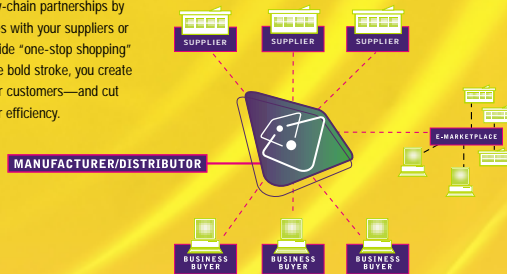 y-chain partnerships by
es with your suppliers or
ide “one-stop shopping”
e bold stroke, you create
r customers—and cut
r efficiency.
SUPPLIER
SUPPLIER
SUPPLIER
E-MARKETPLACE
MANUFACTURER/DISTRIBUTOR
BUSINESS
BUYER
BUSINESS
BUYER
BUSINESS
BUYER